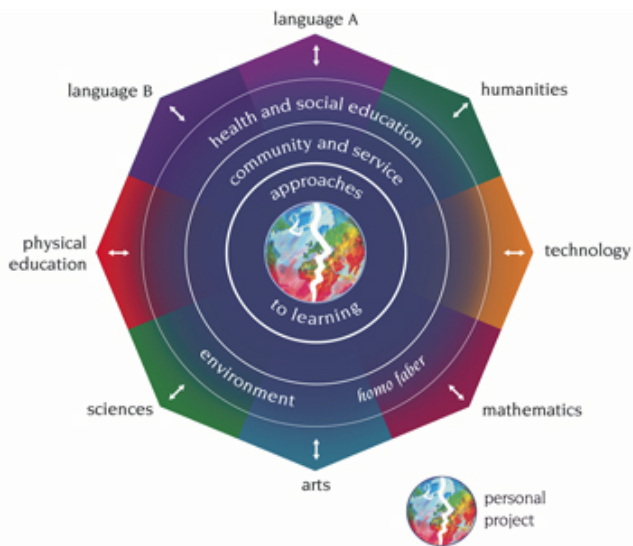 language A
language B
humanities
health and social education
community and service
approaches
physical
education
technology
to learning
environment
homo faber
sciences
mathematics
arts
personal
project